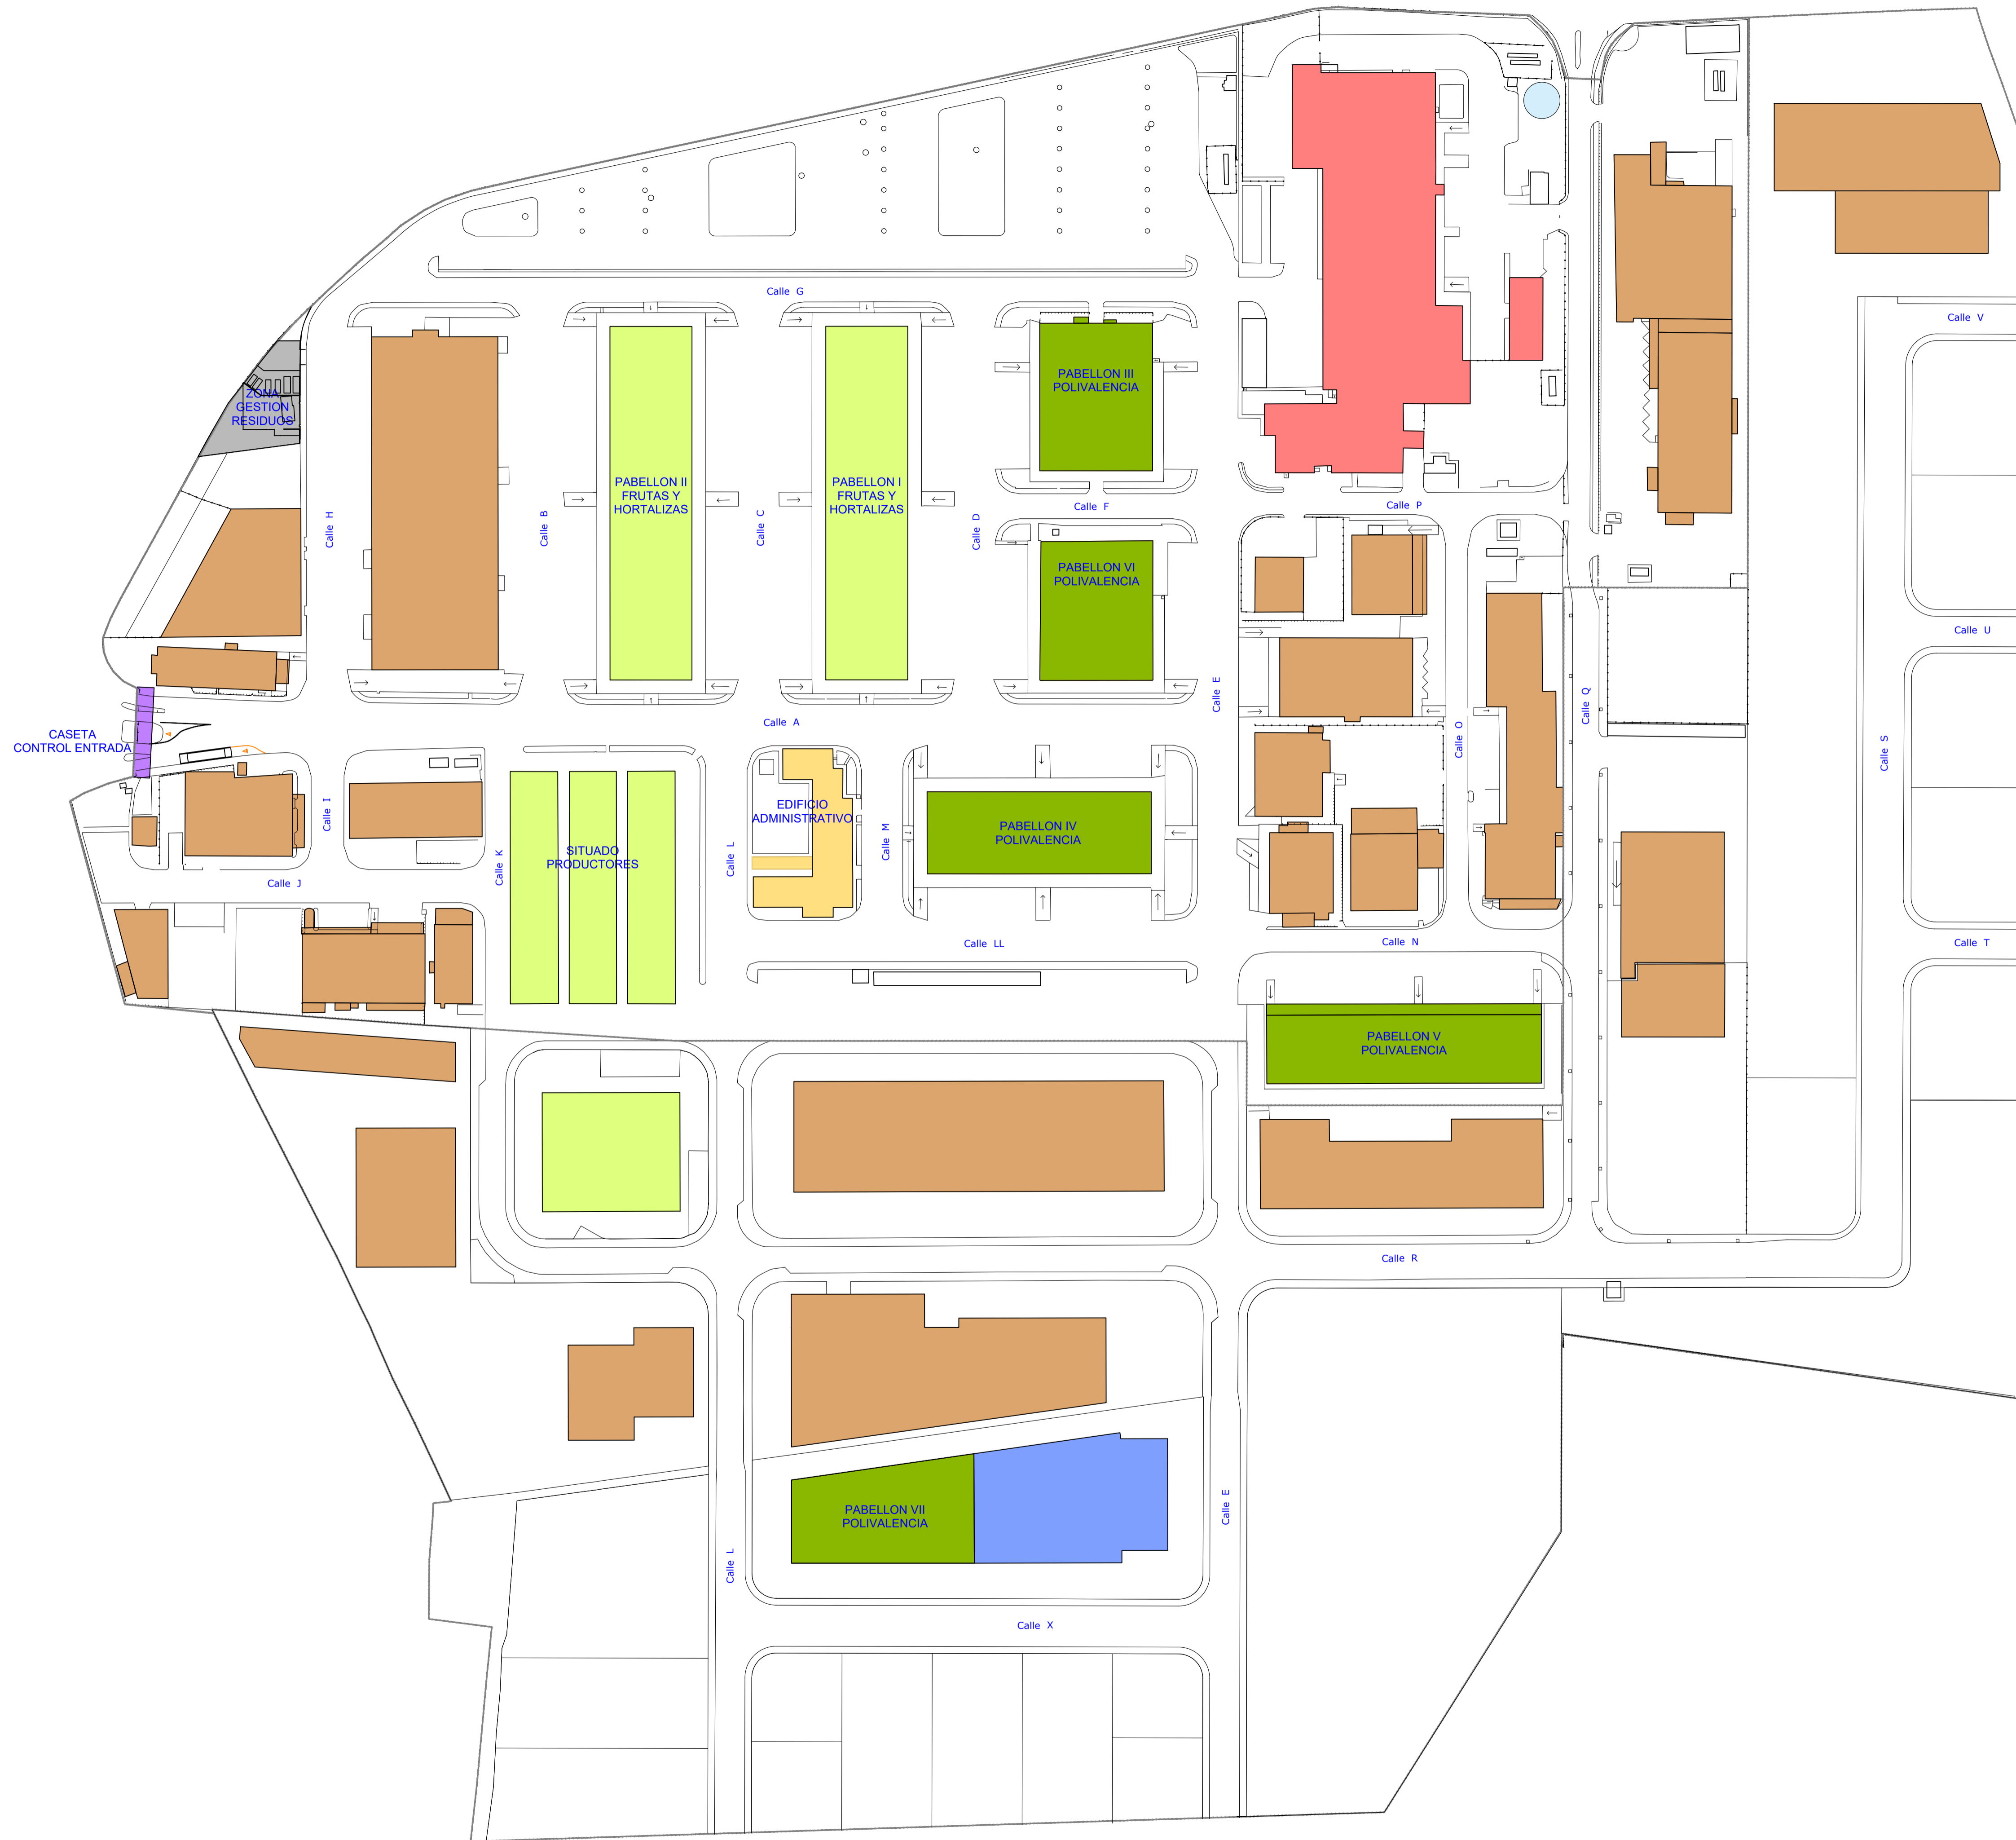 Calle G
Calle V
PABELLON III
POLIVALENCIA
ZONA
GESTION
RESIDUOS
PABELLON II
FRUTAS Y
HORTALIZAS
PABELLON I
FRUTAS Y
HORTALIZAS
Calle F
Calle P
Calle H
Calle B
Calle C
Calle D
PABELLON VI
POLIVALENCIA
Calle U
Calle E
Calle Q
Calle A
CASETA
CONTROL ENTRADA
Calle O
Calle S
Calle I
EDIFICIO
ADMINISTRATIVO
PABELLON IV
POLIVALENCIA
Calle M
SITUADO
PRODUCTORES
Calle L
Calle K
Calle J
Calle LL
Calle N
Calle T
PABELLON V
POLIVALENCIA
Calle R
PABELLON VII
POLIVALENCIA
Calle E
Calle L
Calle X